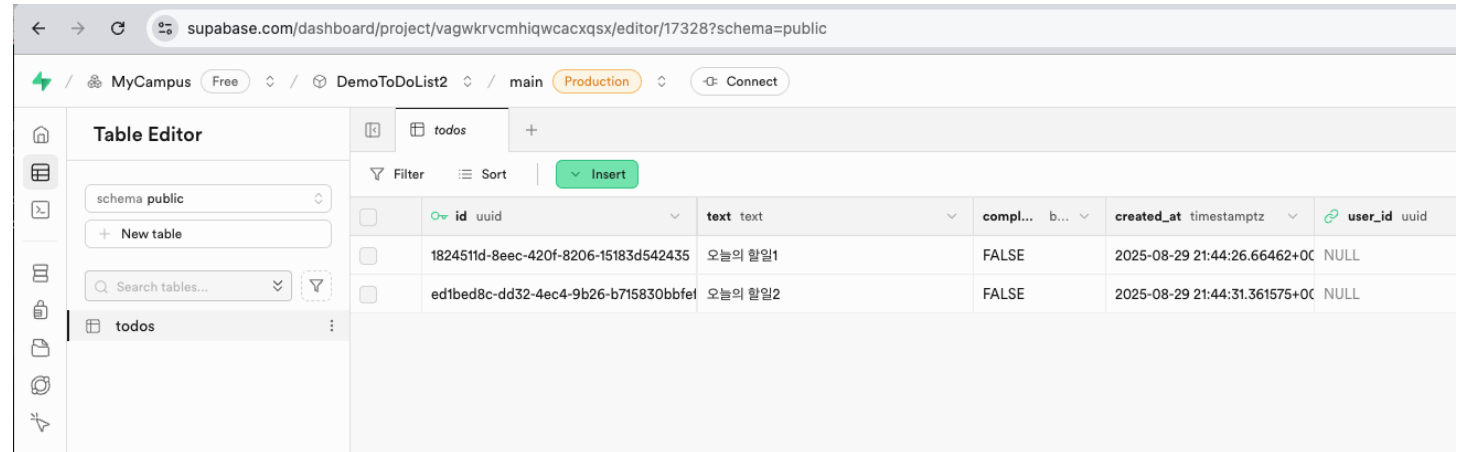 supabase.com/dashboard/project/vagwkrvcmhiqwcacxqsx/editor/17328?schema=public
/ MyCampus Free / DemoToDoList2 / main Production Connect
Table Editor
todos
Filter Sort Insert
schema public
New table
id uuid text text compl... b... created_at timestamptz user_id uuid
1824511d-8eec-420f-8206-15183d542435 오늘의 할일1 FALSE 2025-08-29 21:44:26.66462+00 NULL
Search tables...
ed1bed8c-dd32-4ec4-9b26-b715830bbfef 오늘의 할일2 FALSE 2025-08-29 21:44:31.361575+00 NULL
todos